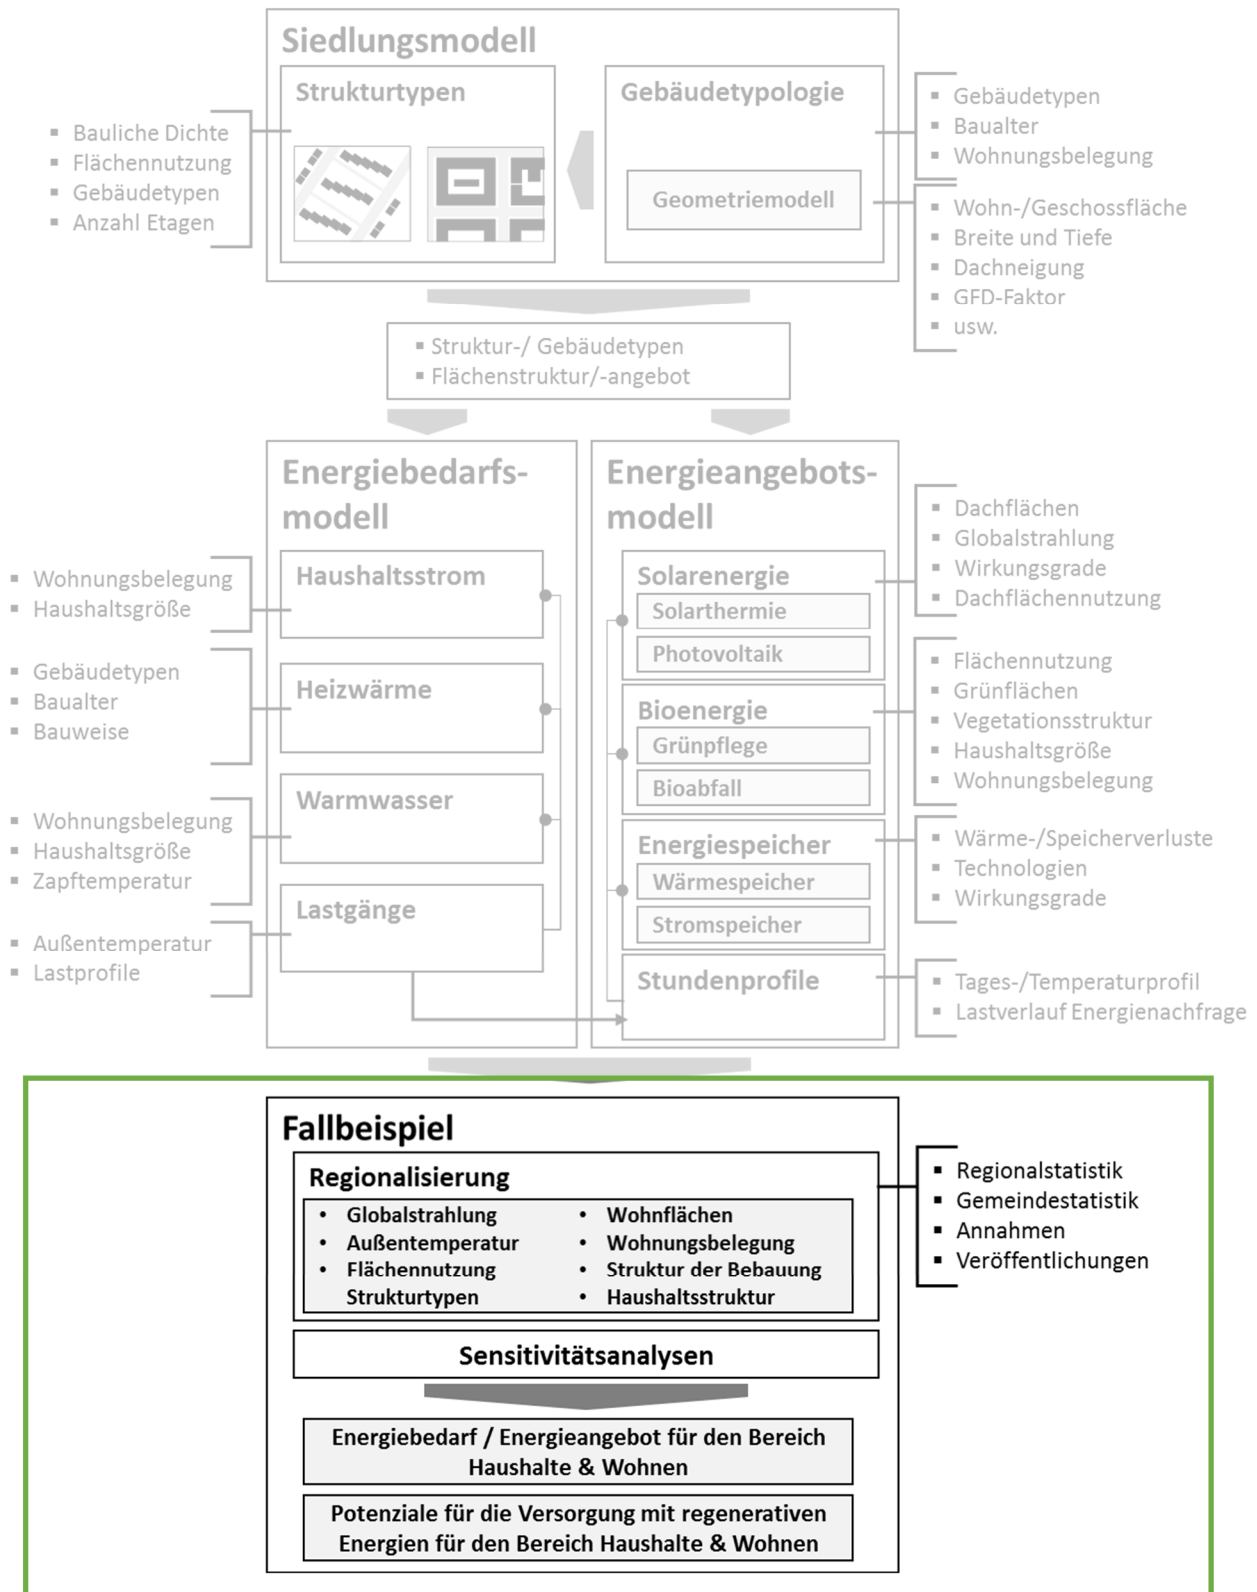 Siedlungsmodell
Strukturtypen
▪ Bauliche Dichte
▪ Flächennutzung
▪ Gebäudetypen
▪ Anzahl Etagen
Gebäudetypologie
Geometriemodell
▪ Gebäudetypen
▪ Baualter
▪ Wohnungsbelegung
▪ Wohn-/Geschossfläche
▪ Breite und Tiefe
▪ Dachneigung
▪ GFD-Faktor
▪ usw.
▪ Struktur-/ Gebäudetypen
▪ Flächenstruktur/-angebot
Energiebedarfs-
modell
Haushaltsstrom
▪ Wohnungsbelegung
▪ Haushaltsgröße
Heizwärme
▪ Gebäudetypen
▪ Baualter
▪ Bauweise
Warmwasser
▪ Wohnungsbelegung
▪ Haushaltsgröße
▪ Zapftemperatur
Lastgänge
▪ Außentemperatur
▪ Lastprofile
Energieangebots-
modell
Solarenergie
Solarthermie
Photovoltaik
▪ Dachflächen
▪ Globalstrahlung
▪ Wirkungsgrade
▪ Dachflächennutzung
Bioenergie
Grünpflege
Bioabfall
▪ Flächennutzung
▪ Grünflächen
▪ Vegetationsstruktur
▪ Haushaltsgröße
▪ Wohnungsbelegung
Energiespeicher
Wärmespeicher
Stromspeicher
▪ Wärme-/Speicherverluste
▪ Technologien
▪ Wirkungsgrade
Stundenprofile
▪ Tages-/Temperaturprofil
▪ Lastverlauf Energienachfrage
Fallbeispiel
Regionalisierung
• Globalstrahlung
• Außentemperatur
• Flächennutzung
Strukturtypen
• Wohnflächen
• Wohnungsbelegung
• Struktur der Bebauung
• Haushaltsstruktur
▪ Regionalstatistik
▪ Gemeindestatistik
▪ Annahmen
▪ Veröffentlichungen
Sensitivitätsanalysen
Energiebedarf / Energieangebot für den Bereich
Haushalte & Wohnen
Potenziale für die Versorgung mit regenerativen
Energien für den Bereich Haushalte & Wohnen